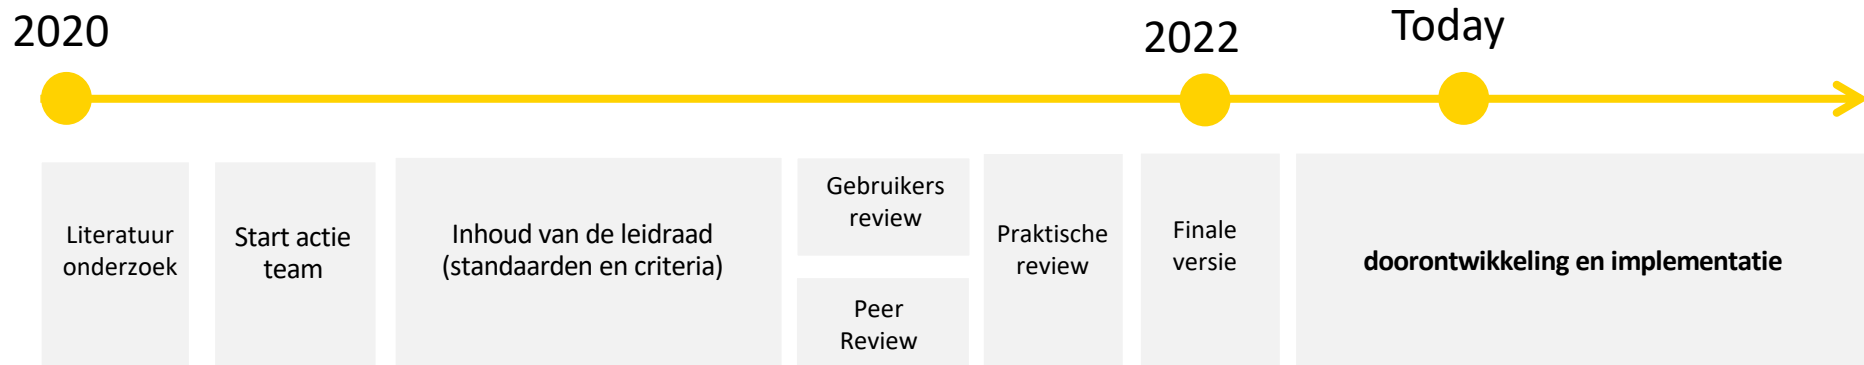 2020
2022
Today
Literatuur
onderzoek
Start actie
team
Inhoud van de leidraad
(standaarden en criteria)
Gebruikers
review
Peer
Review
Praktische
review
Finale
versie
doorontwikkeling en implementatie